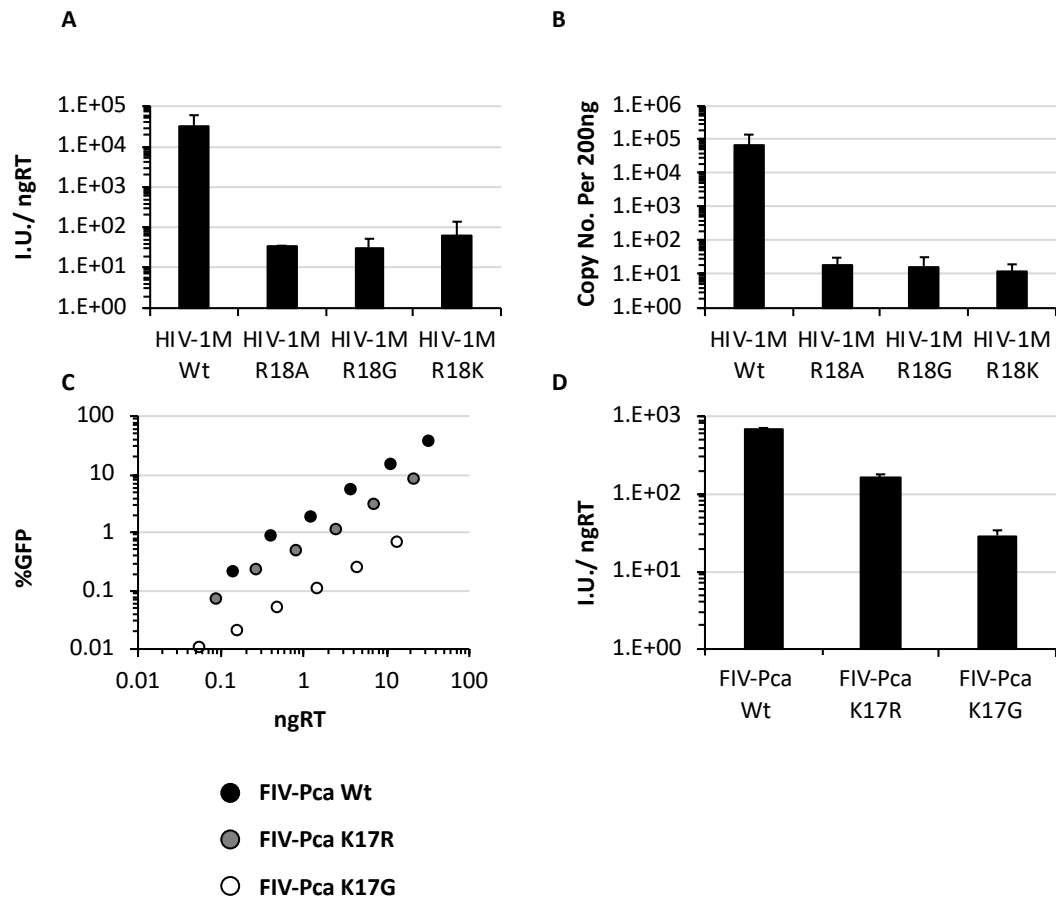 A
I.U./ ngRT
1.E+05
1.E+04
1.E+03
1.E+02
1.E+01
1.E+00
HIV-1M HIV-1M HIV-1M HIV-1M
Wt R18A R18G R18K
B
Copy No. Per 200ng
1.E+06
1.E+05
1.E+04
1.E+03
1.E+02
1.E+01
1.E+00
HIV-1M HIV-1M HIV-1M HIV-1M
Wt R18A R18G R18K
C
%GFP
100
10
1
0.1
0.01
0.01 0.1 1 10 100
ngRT
FIV-Pca Wt
FIV-Pca K17R
FIV-Pca K17G
D
I.U./ ngRT
1.E+03
1.E+02
1.E+01
1.E+00
FIV-Pca FIV-Pca FIV-Pca
Wt K17R K17G